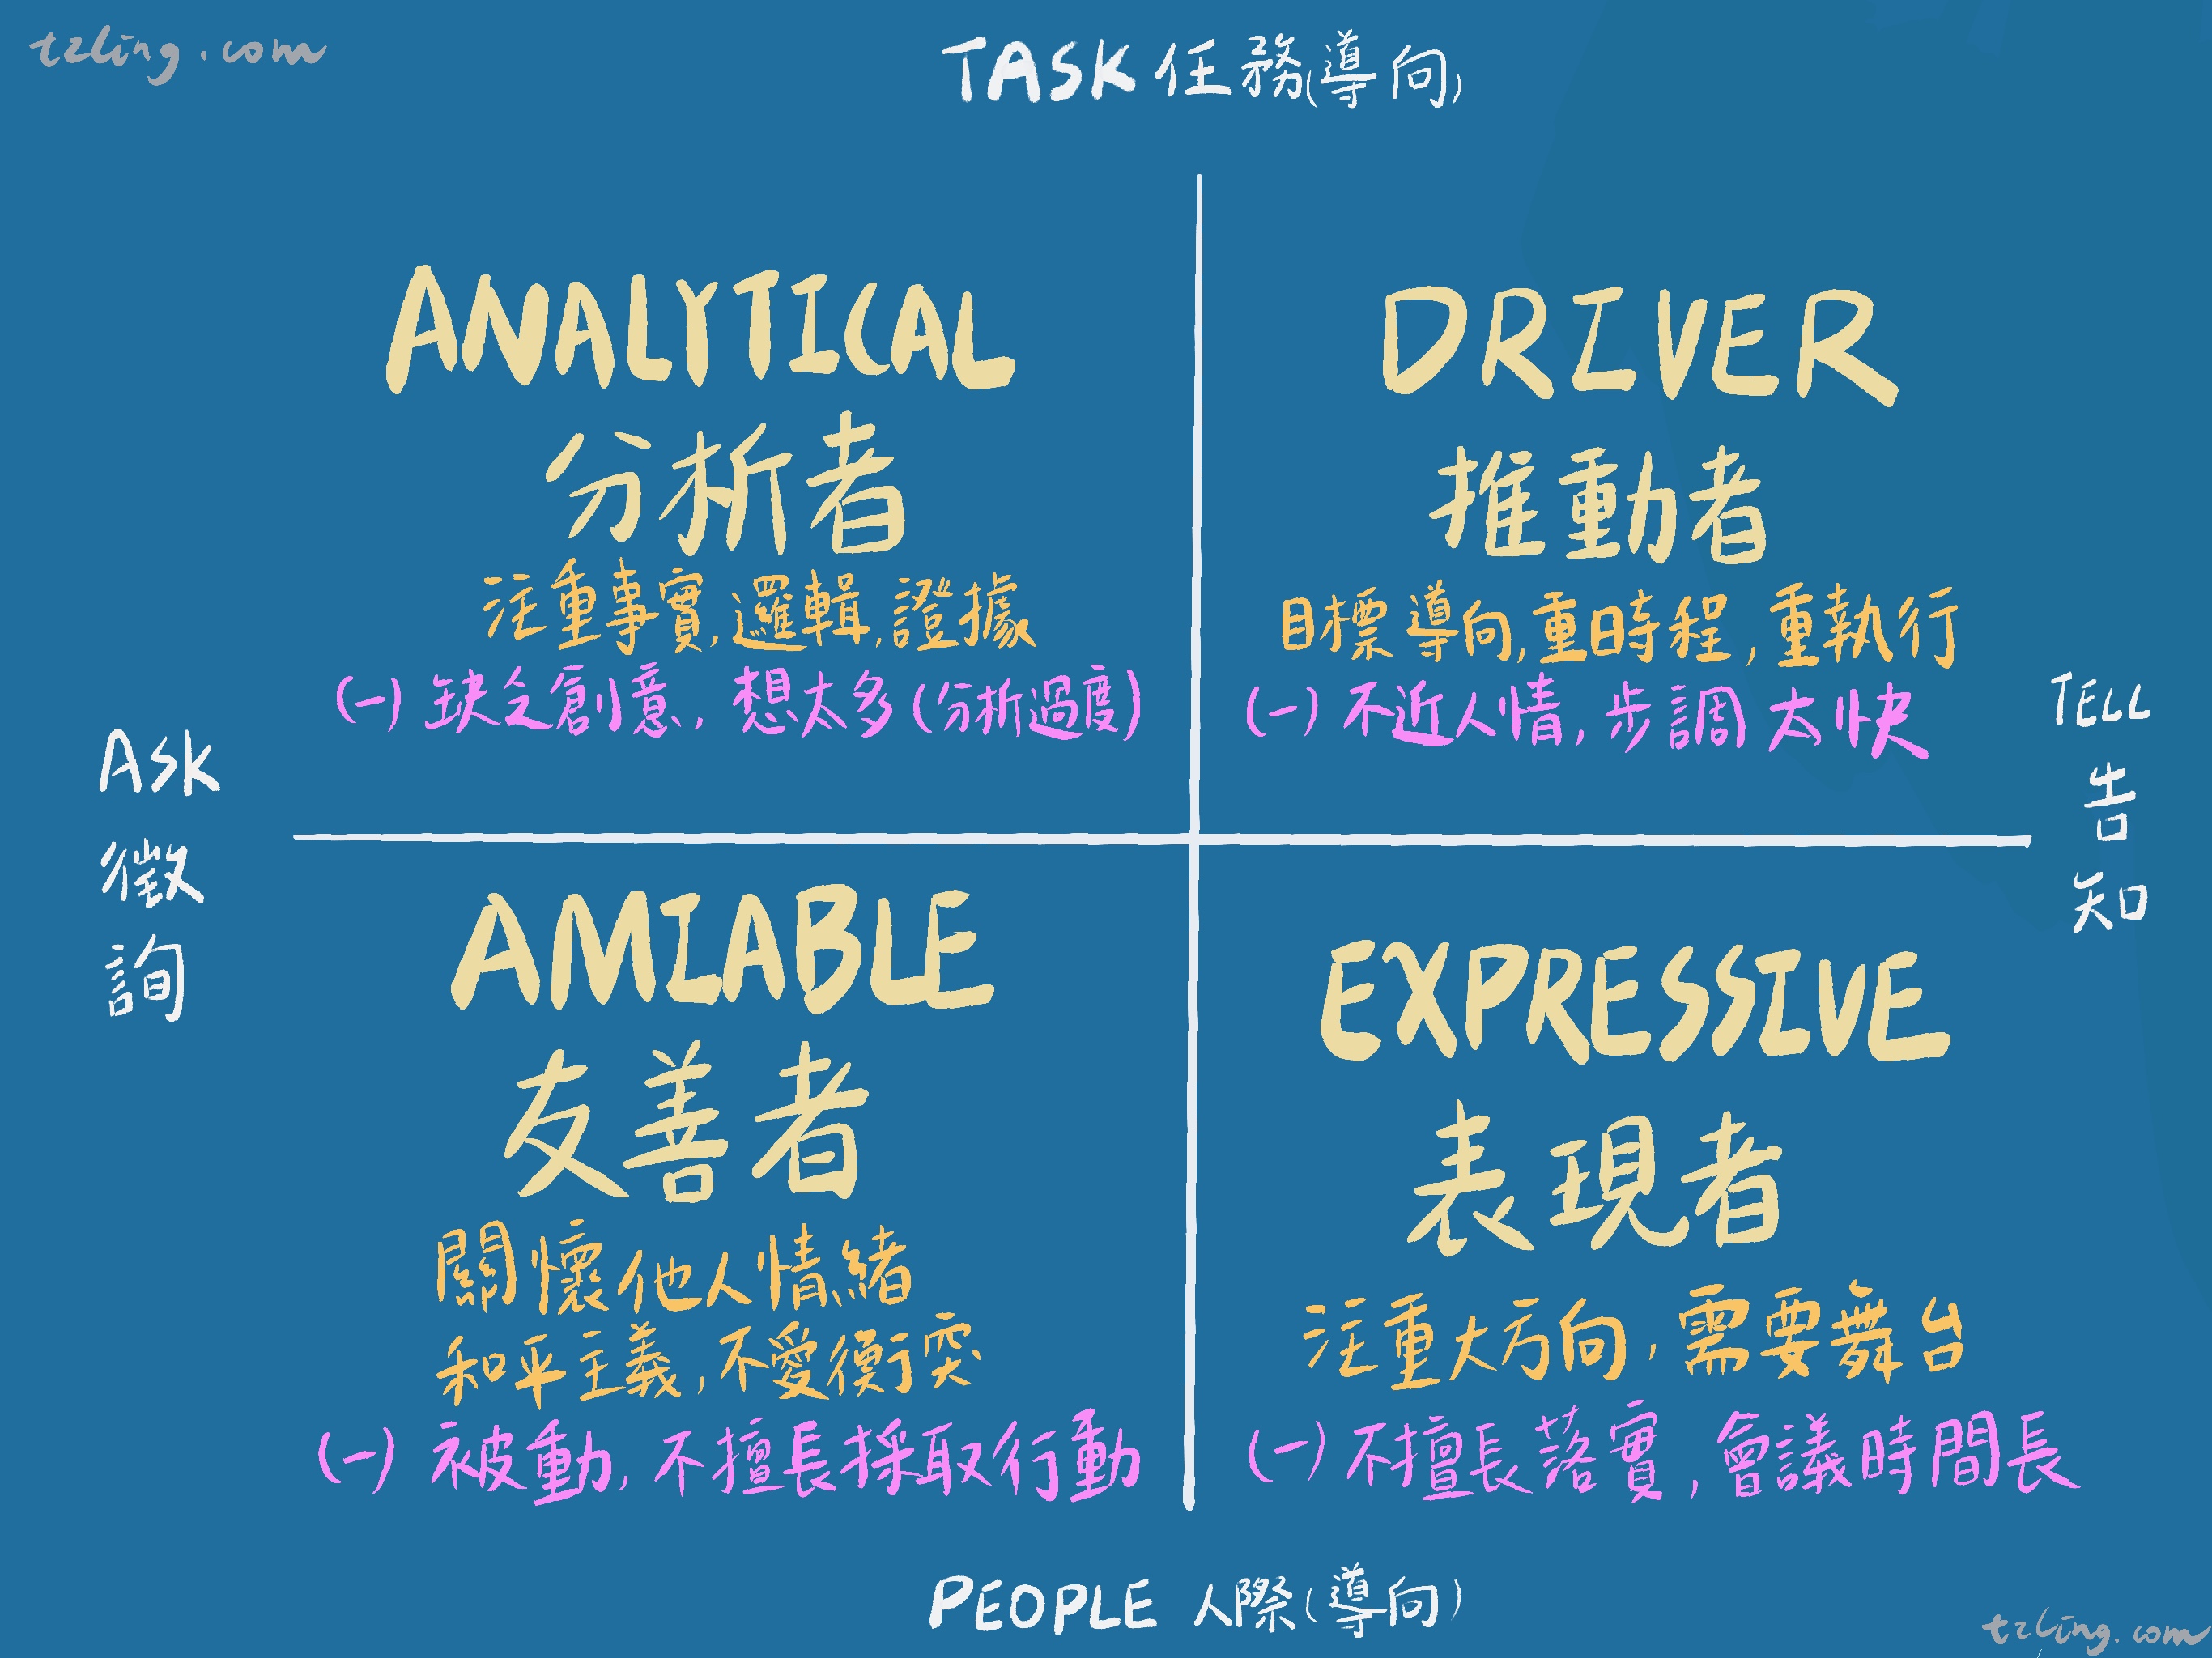 tzling.com
TASK 任務(導向)
ANALYTICAL
分析者
注重事實,邏輯,證據
(-) 缺乏創意, 想太多(分析過度)
DRIVER
推動者
目標導向,重時程,重執行
(-) 不近人情,步調太快
ASK
徵
詢
TELL
告
知
AMIABLE
友善者
關懷他人情緒
和平主義,不愛衝突
(-) 被動, 不擅長採取行動
EXPRESSIVE
表現者
注重大方向, 需要舞台
(-) 不擅長落實, 會議時間長
PEOPLE 人際(導向)
tzling.com